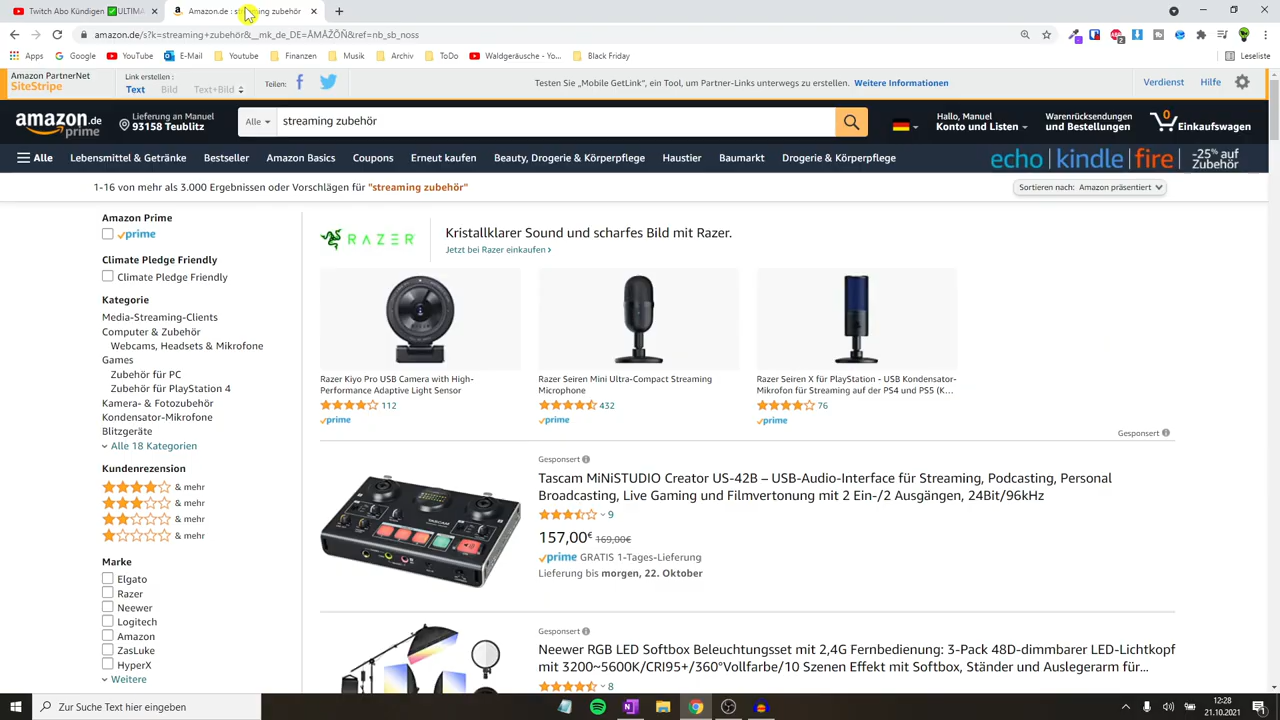 Twitch Abo Kündigen ✅ULTIMA
Amazon.de : streaming zubehör
amazon.de/s?k=streaming+zubehör&__mk_de_DE=ÅMÅŽÕÑ&ref=nb_sb_noss
Apps
Google
YouTube
E-Mail
Youtube
Finanzen
Musik
Archiv
ToDo
Waldgeräusche - Yo...
Black Friday
Leseliste
Amazon PartnerNet
SiteStripe
Link erstellen :
Text Bild Text+Bild
Teilen:
Testen Sie „Mobile GetLink“, ein Tool, um Partner-Links unterwegs zu erstellen. Weitere Informationen
Verdienst Hilfe
amazon.de
prime
Lieferung an Manuel
93158 Teublitz
Alle
streaming zubehör
Hallo, Manuel
Konto und Listen
Warenrücksendungen
und Bestellungen
0
Einkaufswagen
Alle
Lebensmittel & Getränke
Bestseller
Amazon Basics
Coupons
Erneut kaufen
Beauty, Drogerie & Körperpflege
Haustier
Baumarkt
Drogerie & Körperpflege
echo | kindle | fire
-25% auf
Zubehör
1-16 von mehr als 3.000 Ergebnissen oder Vorschlägen für "streaming zubehör"
Sortieren nach: Amazon präsentiert
Amazon Prime
prime
Climate Pledge Friendly
Climate Pledge Friendly
Kategorie
Media-Streaming-Clients
Computer & Zubehör
Webcams, Headsets & Mikrofone
Games
Zubehör für PC
Zubehör für PlayStation 4
Kamera- & Fotozubehör
Kondensator-Mikrofone
Blitzgeräte
Alle 18 Kategorien
Kundenrezension
& mehr
& mehr
& mehr
& mehr
Marke
Elgato
Razer
Neewer
Logitech
Amazon
ZasLuke
HyperX
Weitere
RAZER
Kristallklarer Sound und scharfes Bild mit Razer.
Jetzt bei Razer einkaufen ›
Razer Kiyo Pro USB Camera with High-
Performance Adaptive Light Sensor
112
prime
Razer Seiren Mini Ultra-Compact Streaming
Microphone
432
prime
Razer Seiren X für PlayStation - USB Kondensator-
Mikrofon für Streaming auf der PS4 und PS5 (K...
76
prime
Gesponsert
Gesponsert
Tascam MiNiSTUDIO Creator US-42B – USB-Audio-Interface für Streaming, Podcasting, Personal
Broadcasting, Live Gaming und Filmvertonung mit 2 Ein-/2 Ausgängen, 24Bit/96kHz
9
157,00€ 169,00€
prime GRATIS 1-Tages-Lieferung
Lieferung bis morgen, 22. Oktober
Gesponsert
Neewer RGB LED Softbox Beleuchtungsset mit 2,4G Fernbedienung: 3-Pack 48D-dimmbarer LED-Lichtkopf
mit 3200~5600K/CRI95+/360°Vollfarbe/10 Szenen Effekt mit Softbox, Ständer und Auslegerarm für...
8
Zur Suche Text hier eingeben
12:28
21.10.2021